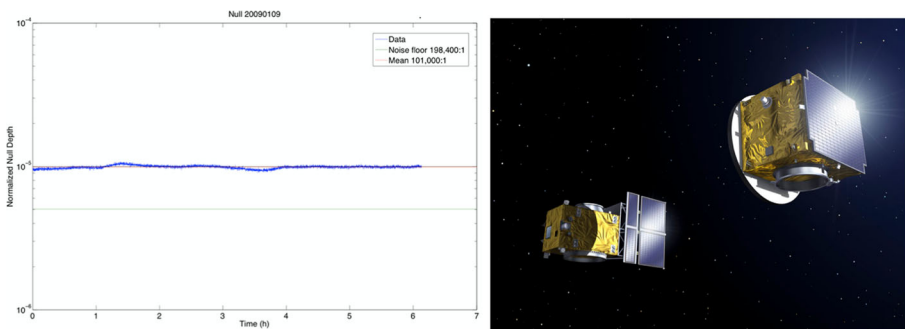 Null 20090109
10⁻⁴
Data
Noise floor 198,400:1
Mean 101,000:1
Normalized Null Depth
10⁻⁵
10⁻⁶
0 1 2 3 4 5 6 7
Time (h)